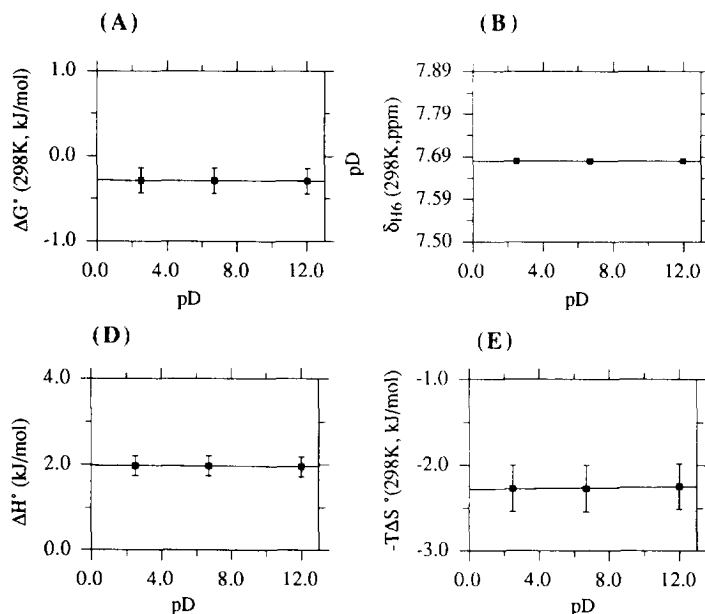 (A)
1.0
0.0
-1.0
ΔG° (298K, kJ/mol)
0.0 4.0 8.0 12.0
pD
pD
(B)
7.89
7.79
7.69
7.59
7.50
δH6 (298K,ppm)
0.0 4.0 8.0 12.0
pD
(D)
4.0
2.0
0.0
ΔH° (kJ/mol)
0.0 4.0 8.0 12.0
pD
(E)
-1.0
-2.0
-3.0
-TΔS °(298K, kJ/mol)
0.0 4.0 8.0 12.0
pD